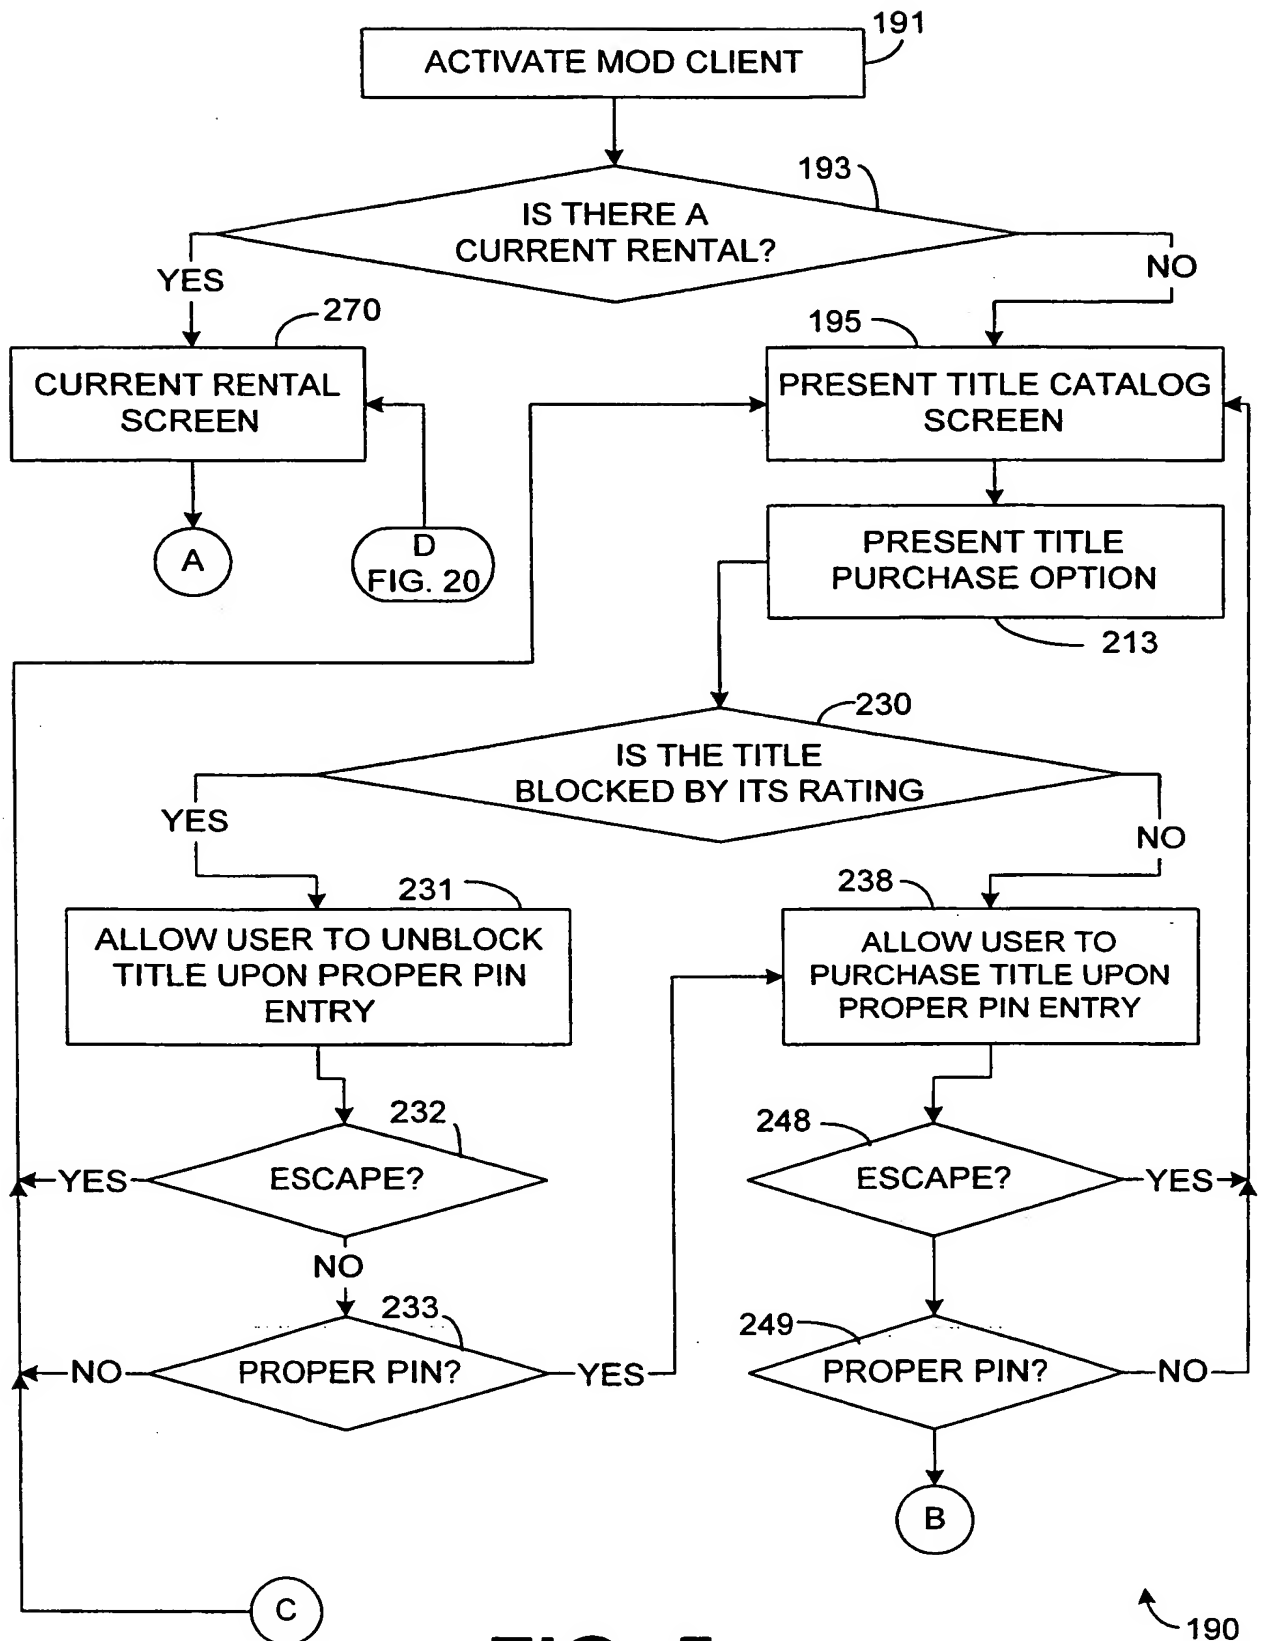 191
ACTIVATE MOD CLIENT
193
IS THERE A
CURRENT RENTAL?
YES
NO
270
195
CURRENT RENTAL
SCREEN
PRESENT TITLE CATALOG
SCREEN
A
D
FIG. 20
PRESENT TITLE
PURCHASE OPTION
213
230
IS THE TITLE
BLOCKED BY ITS RATING
YES
NO
231
238
ALLOW USER TO UNBLOCK
TITLE UPON PROPER PIN
ENTRY
ALLOW USER TO
PURCHASE TITLE UPON
PROPER PIN ENTRY
232
248
YES
ESCAPE?
ESCAPE?
YES
NO
233
249
NO
PROPER PIN?
YES
PROPER PIN?
NO
B
C
190